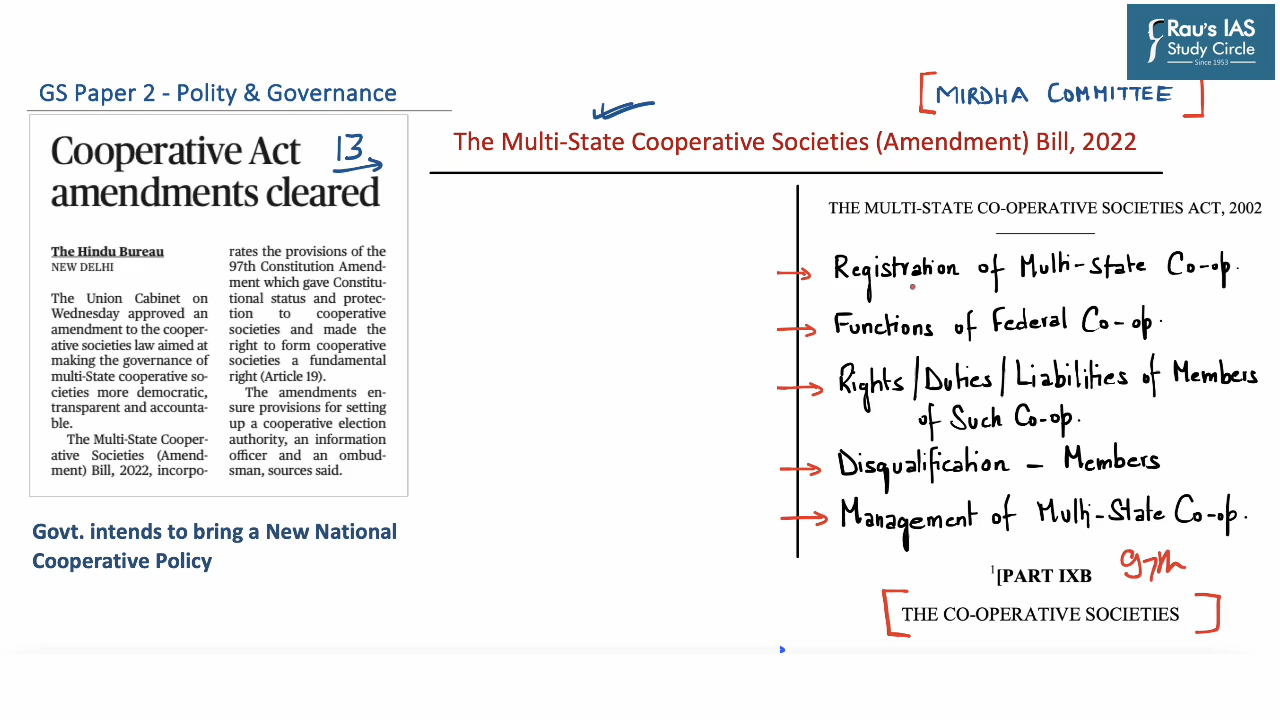 Rau's IAS
Study Circle
Since 1953
GS Paper 2 - Polity & Governance
[MIRDHA COMMITTEE]
The Multi-State Cooperative Societies (Amendment) Bill, 2022
Cooperative Act 13
amendments cleared
The Hindu Bureau
NEW DELHI
The Union Cabinet on
Wednesday approved an
amendment to the cooper-
ative societies law aimed at
making the governance of
multi-State cooperative so-
cieties more democratic,
transparent and accounta-
ble.
The Multi-State Cooper-
ative Societies (Amend-
ment) Bill, 2022, incorpo-
rates the provisions of the
97th Constitution Amend-
ment which gave Constitu-
tional status and protec-
tion to cooperative
societies and made the
right to form cooperative
societies a fundamental
right (Article 19).
The amendments en-
sure provisions for setting
up a cooperative election
authority, an information
officer and an ombud-
sman, sources said.
Govt. intends to bring a New National
Cooperative Policy
THE MULTI-STATE CO-OPERATIVE SOCIETIES ACT, 2002
→ Registration of Multi-State Co-op.
→ Functions of Federal Co-op.
→ Rights/Duties/Liabilities of Members
of Such Co-op.
→ Disqualification - Members
→ Management of Multi-State Co-op.
1[PART IXB 97th
[THE CO-OPERATIVE SOCIETIES]